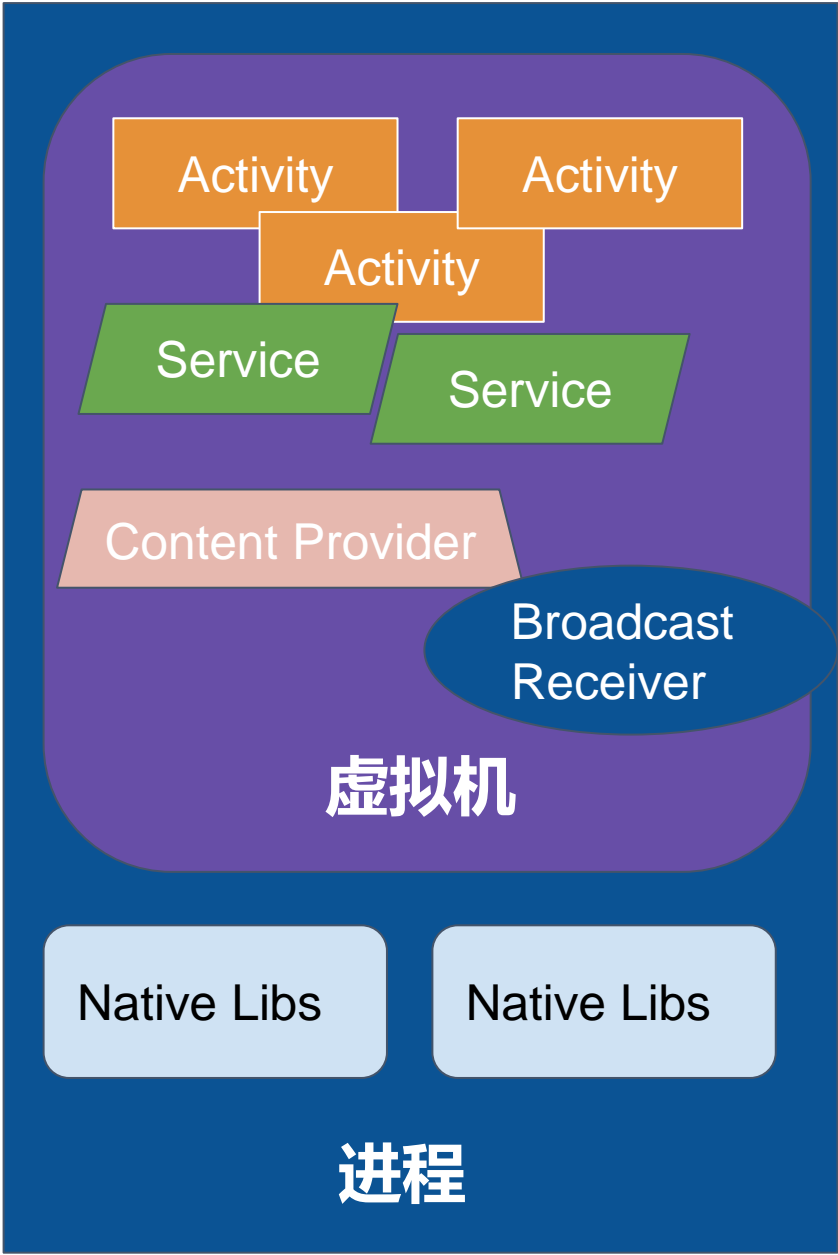 Activity
Activity
Activity
Service
Service
Content Provider
Broadcast
Receiver
虚拟机
Native Libs
Native Libs
进程